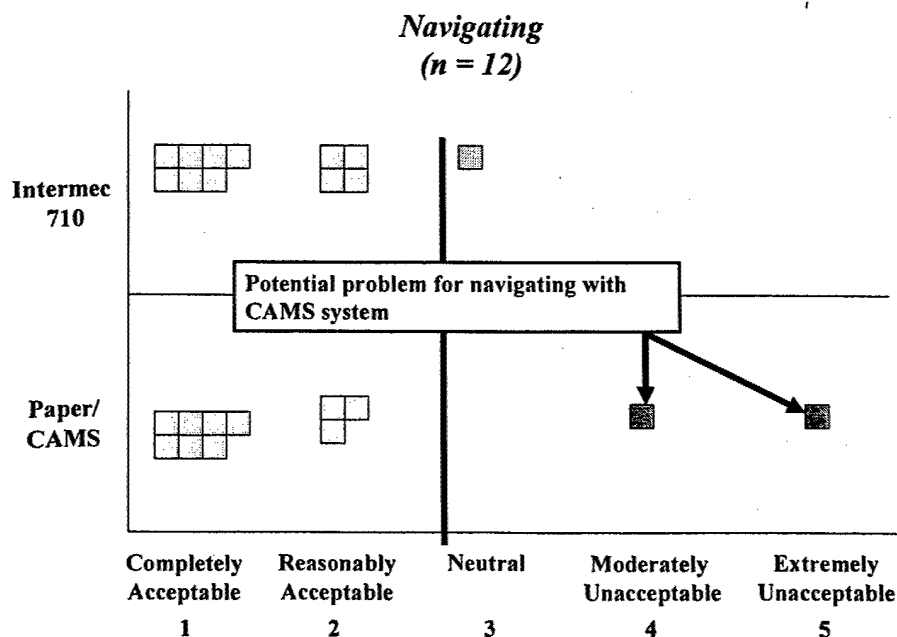 Navigating
(n = 12)
Intermec
710
Potential problem for navigating with
CAMS system
Paper/
CAMS
Completely
Acceptable
1
Reasonably
Acceptable
2
Neutral
3
Moderately
Unacceptable
4
Extremely
Unacceptable
5